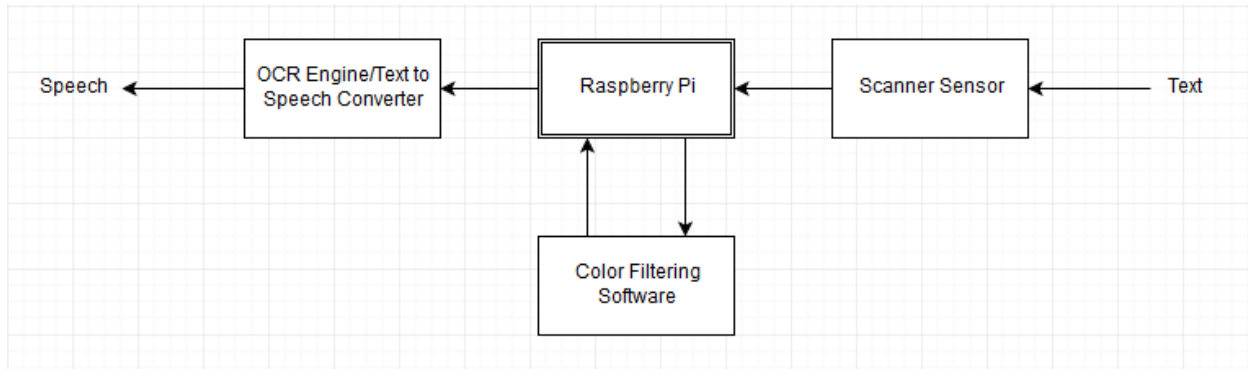 Speech
OCR Engine/Text to
Speech Converter
Raspberry Pi
Scanner Sensor
Text
Color Filtering
Software